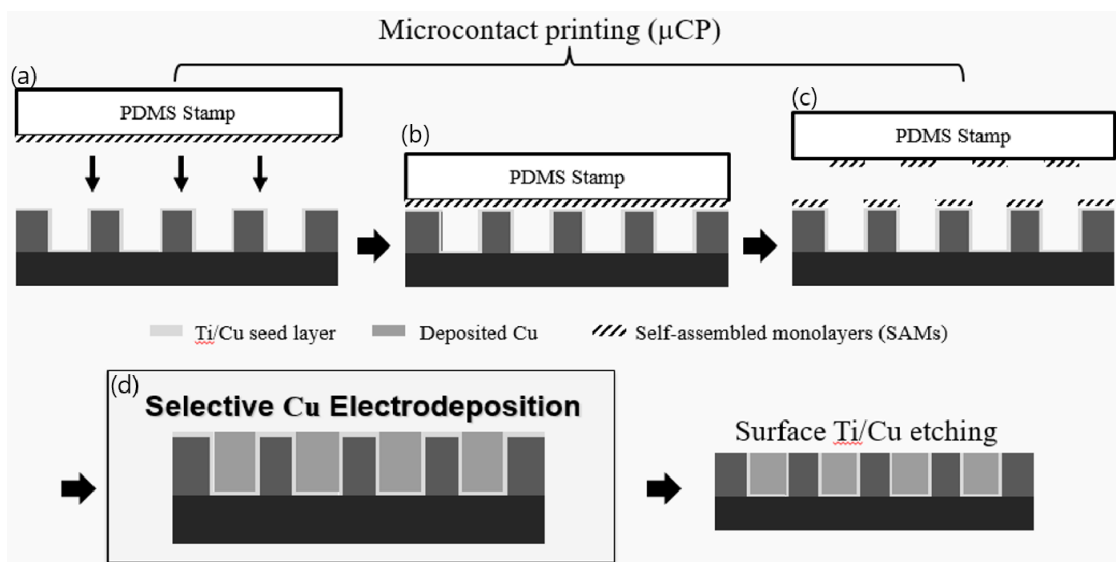 Microcontact printing (μCP)
(a)
PDMS Stamp
(b)
PDMS Stamp
(c)
PDMS Stamp
Ti/Cu seed layer
Deposited Cu
Self-assembled monolayers (SAMs)
(d)
Selective Cu Electrodeposition
Surface Ti/Cu etching